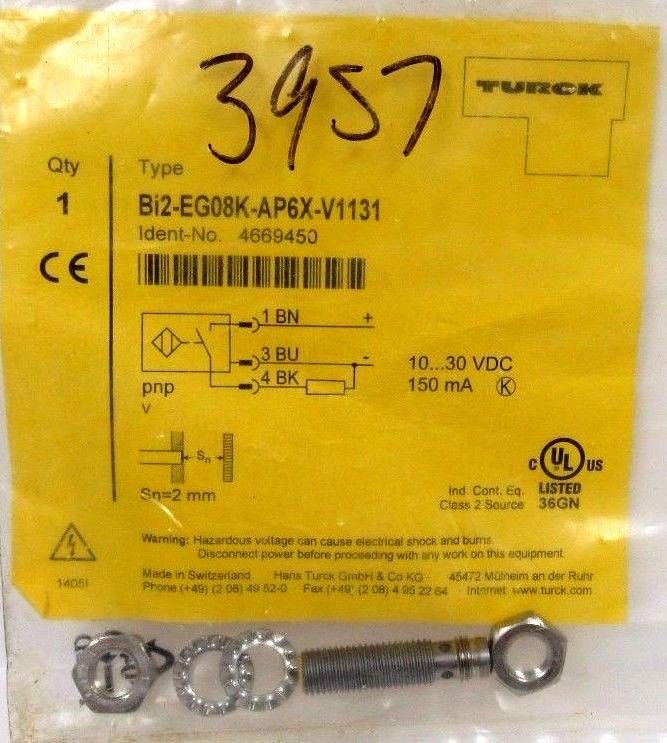 3957
TURCK
Qty
Type
1
Bi2-EG08K-AP6X-V1131
Ident-No. 4669450
CE
1 BN +
3 BU -
4 BK
10...30 VDC
150 mA K
pnp
v
Sn
Sn=2 mm
C UL US
LISTED
36GN
Ind. Cont. Eq.
Class 2 Source
Warning: Hazardous voltage can cause electrical shock and burns.
Disconnect power before proceeding with any work on this equipment
1405I
Made in Switzerland Hans Turck GmbH & Co KG · 45472 Mülheim an der Ruhr
Phone (+49) (2 08) 49 52-0 Fax (+49) (2 08) 4 95 22 64 · Internet www.turck.com